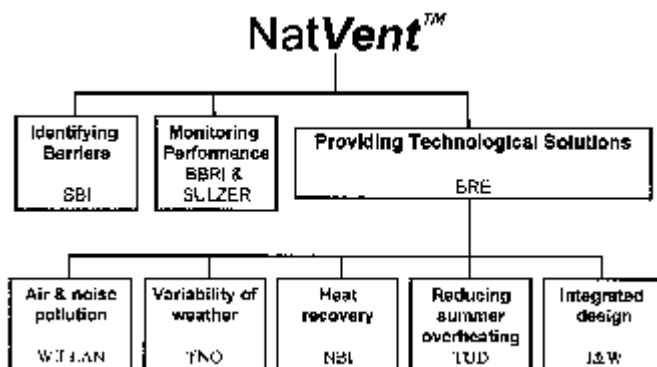 NatVent™
Identifying
Barriers
SBI
Monitoring
Performance
BBRI &
SULZER
Providing Technological Solutions
BRE
Air & noise
pollution
WILLAN
Variability of
weather
TNO
Heat
recovery
NBI
Reducing
summer
overheating
TUD
Integrated
design
J&W